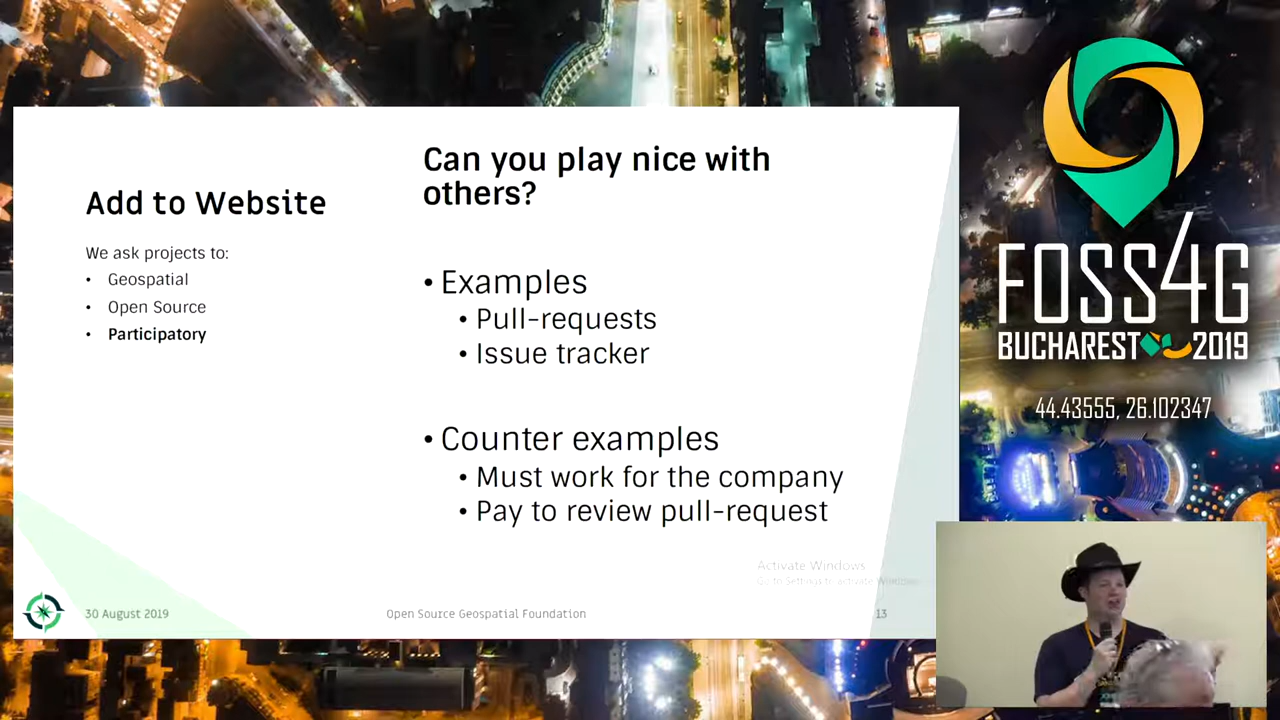 Add to Website
We ask projects to:
• Geospatial
• Open Source
• Participatory
Can you play nice with
others?
• Examples
• Pull-requests
• Issue tracker
• Counter examples
• Must work for the company
• Pay to review pull-request
Activate Windows
Go to Settings to activate Windows.
30 August 2019
Open Source Geospatial Foundation
13
FOSS4G
BUCHAREST 2019
44.43555, 26.102347